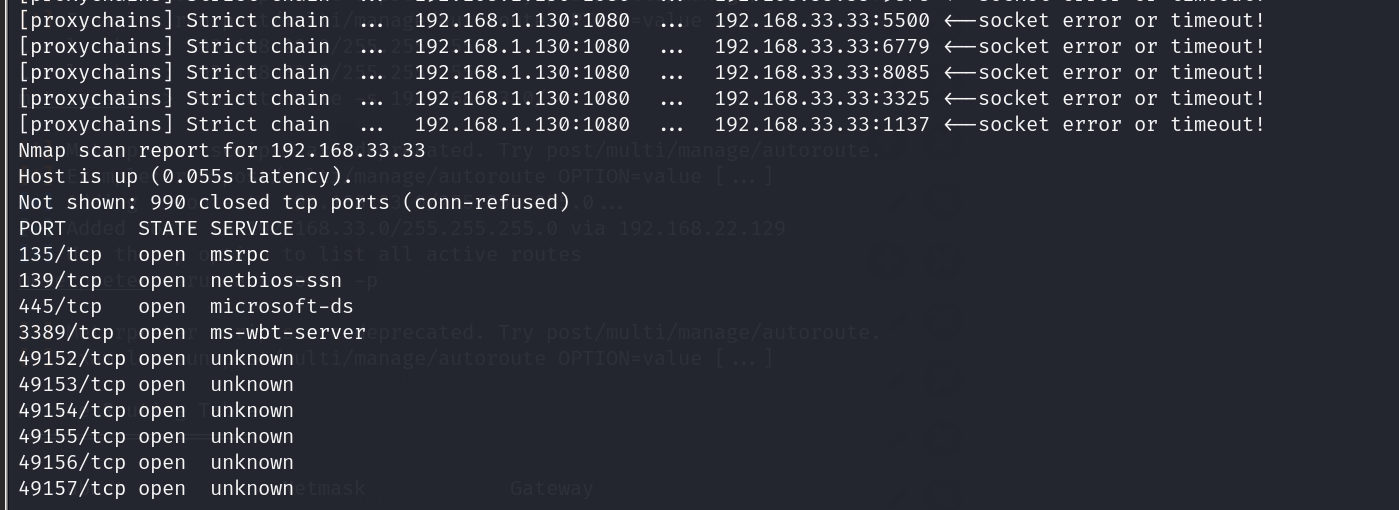 [proxychains] Strict chain ... 192.168.1.130:1080 ... 192.168.33.33:5500 ←socket error or timeout!
[proxychains] Strict chain ... 192.168.1.130:1080 ... 192.168.33.33:6779 ←socket error or timeout!
[proxychains] Strict chain ... 192.168.1.130:1080 ... 192.168.33.33:8085 ←socket error or timeout!
[proxychains] Strict chain ... 192.168.1.130:1080 ... 192.168.33.33:3325 ←socket error or timeout!
[proxychains] Strict chain ... 192.168.1.130:1080 ... 192.168.33.33:1137 ←socket error or timeout!
Nmap scan report for 192.168.33.33
Host is up (0.055s latency).
Not shown: 990 closed tcp ports (conn-refused)
PORT STATE SERVICE
135/tcp open msrpc
139/tcp open netbios-ssn
445/tcp open microsoft-ds
3389/tcp open ms-wbt-server
49152/tcp open unknown
49153/tcp open unknown
49154/tcp open unknown
49155/tcp open unknown
49156/tcp open unknown
49157/tcp open unknown